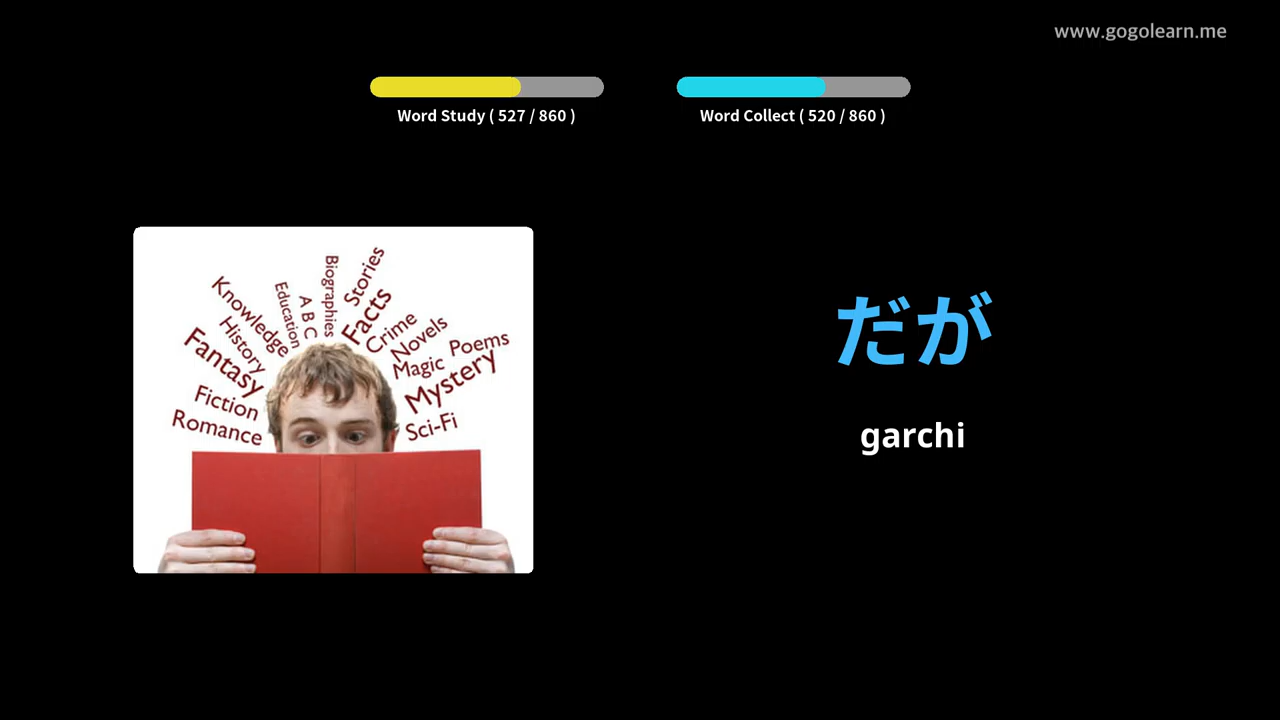 www.gogolearn.me
Word Study ( 527 / 860 )
Word Collect ( 520 / 860 )
Biographies
Stories
Knowledge
Education
A B C
Facts
History
Crime
Novels
Fantasy
Magic
Poems
Mystery
Fiction
Romance
Sci-Fi
だが
garchi